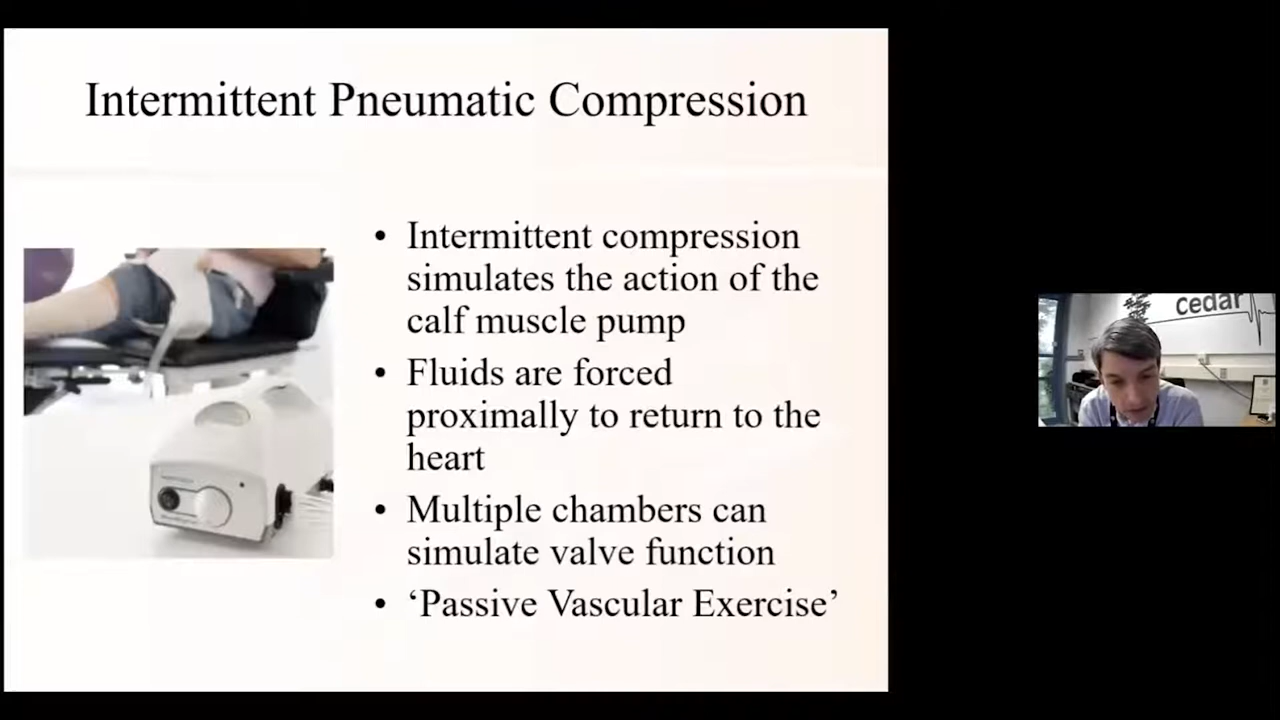 Intermittent Pneumatic Compression
• Intermittent compression
simulates the action of the
calf muscle pump
• Fluids are forced
proximally to return to the
heart
• Multiple chambers can
simulate valve function
• ‘Passive Vascular Exercise’
cedar